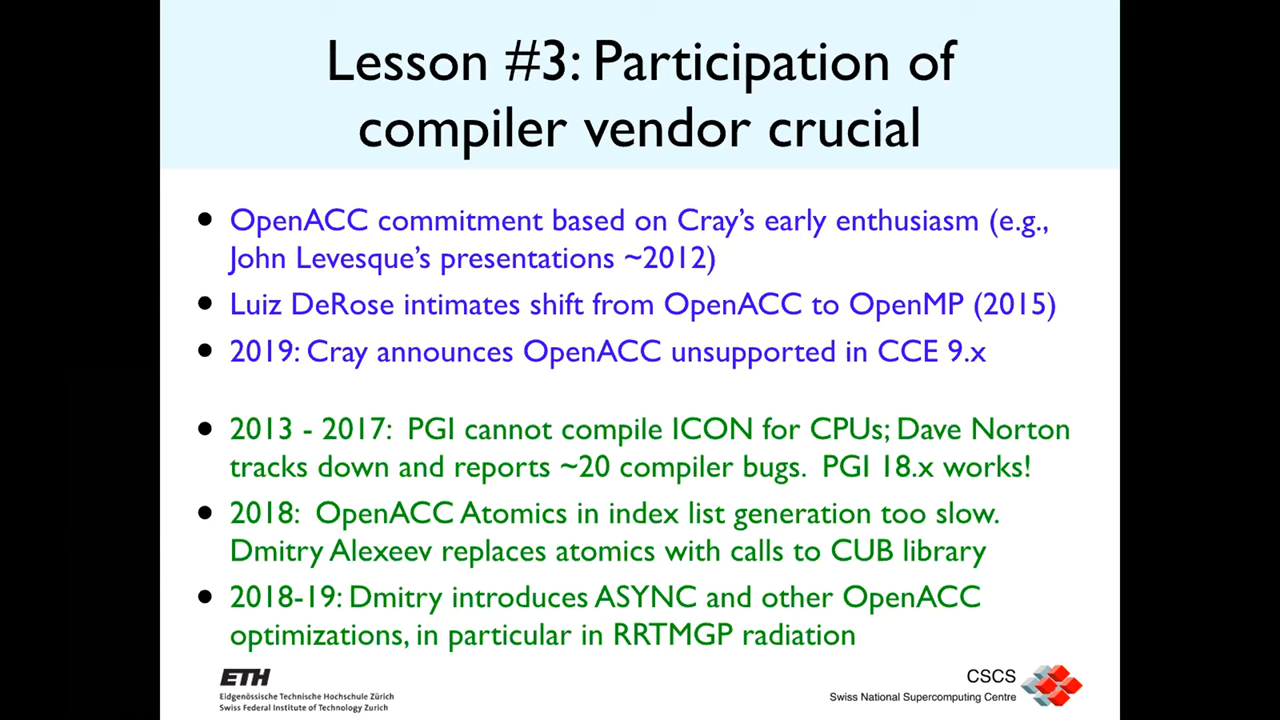 Lesson #3: Participation of
compiler vendor crucial
• OpenACC commitment based on Cray's early enthusiasm (e.g.,
John Levesque's presentations ~2012)
• Luiz DeRose intimates shift from OpenACC to OpenMP (2015)
• 2019: Cray announces OpenACC unsupported in CCE 9.x
• 2013 - 2017: PGI cannot compile ICON for CPUs; Dave Norton
tracks down and reports ~20 compiler bugs. PGI 18.x works!
• 2018: OpenACC Atomics in index list generation too slow.
Dmitry Alexeev replaces atomics with calls to CUB library
• 2018-19: Dmitry introduces ASYNC and other OpenACC
optimizations, in particular in RRTMGP radiation
ETH
Eidgenössische Technische Hochschule Zürich
Swiss Federal Institute of Technology Zurich
CSCS
Swiss National Supercomputing Centre